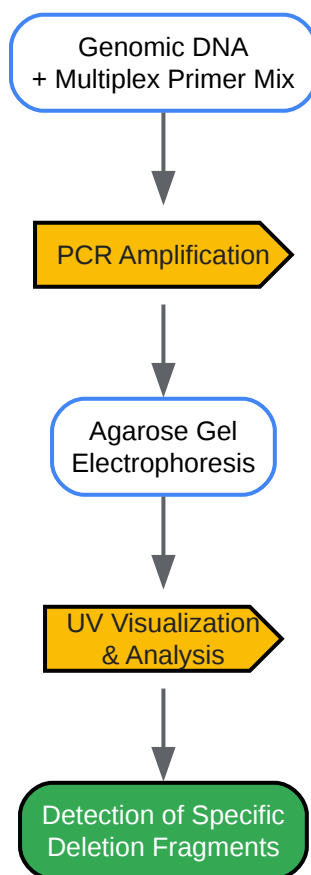 Genomic DNA
+ Multiplex Primer Mix
PCR Amplification
Agarose Gel
Electrophoresis
UV Visualization
& Analysis
Detection of Specific
Deletion Fragments